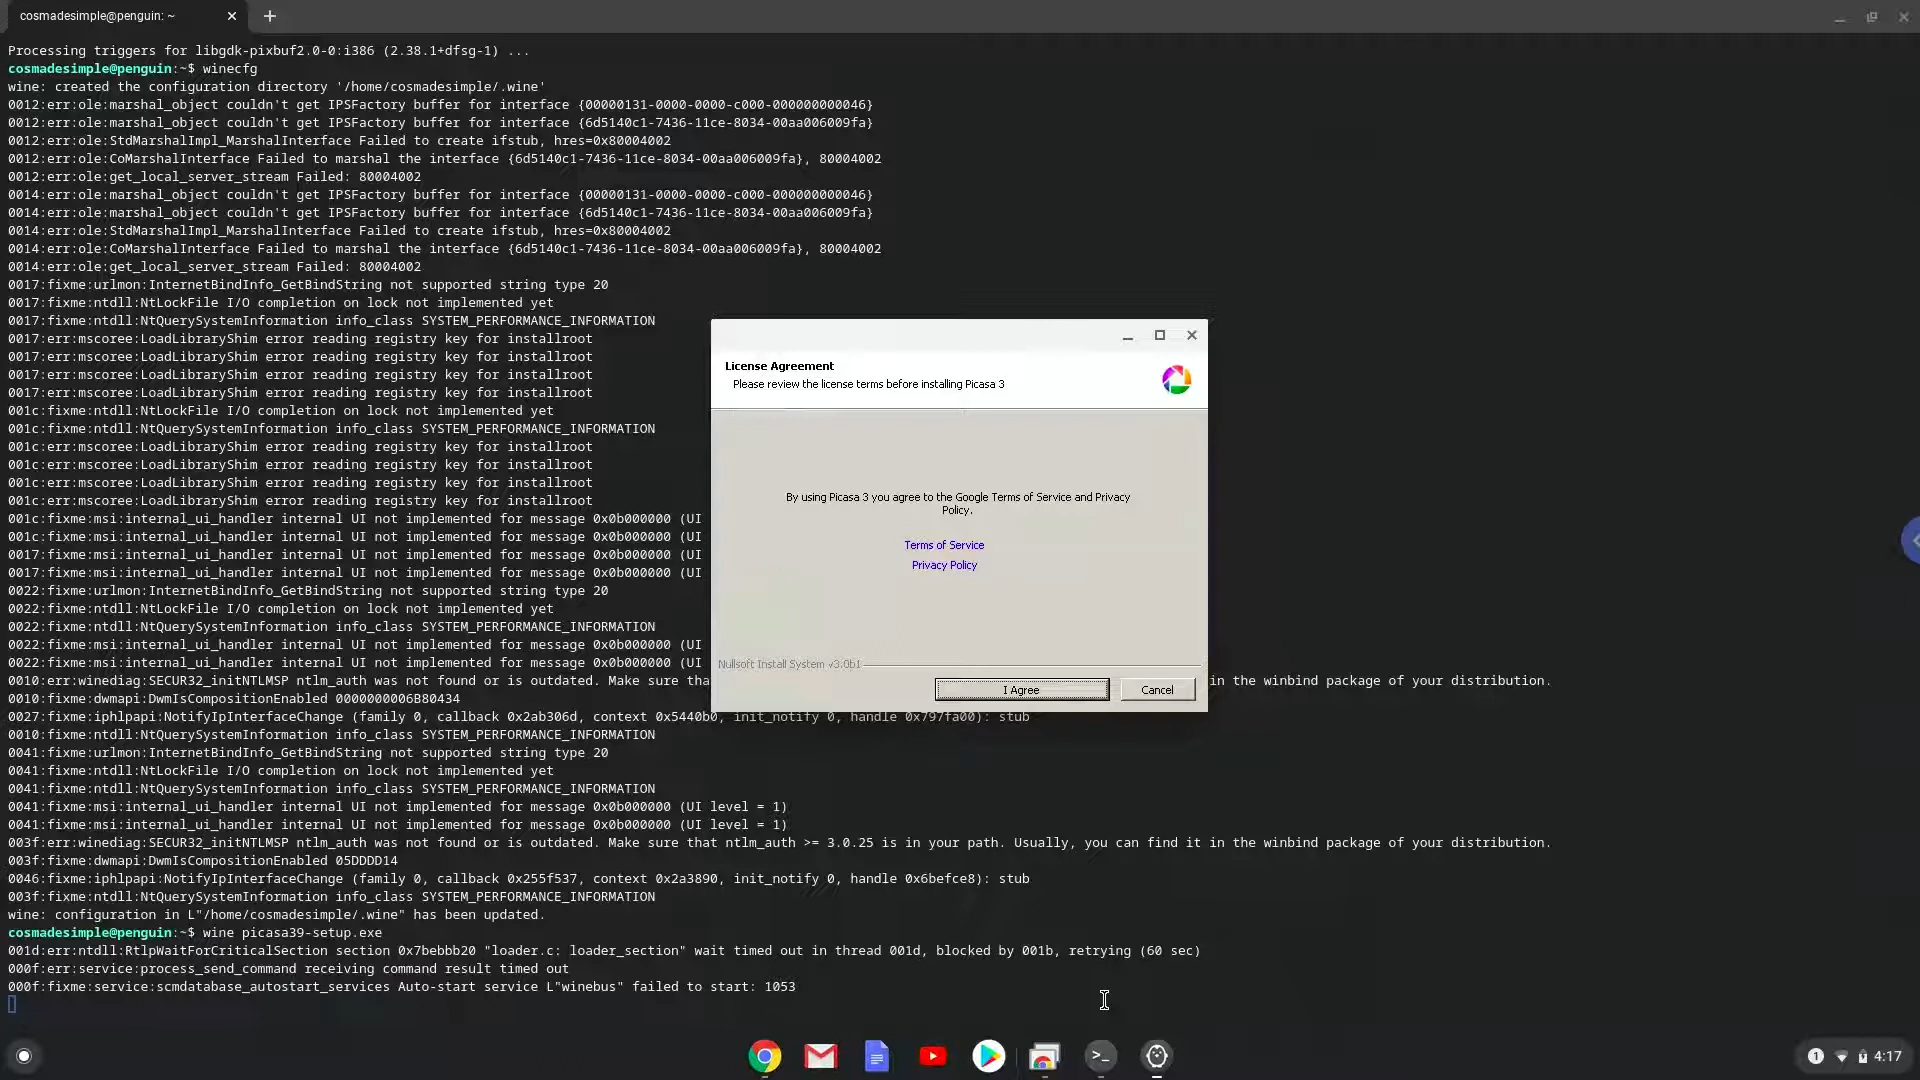 cosmadesimple@penguin: ~
Processing triggers for libgdk-pixbuf2.0-0:i386 (2.38.1+dfsg-1) ...
cosmadesimple@penguin:~$ winecfg
wine: created the configuration directory '/home/cosmadesimple/.wine'
0012:err:ole:marshal_object couldn't get IPSFactory buffer for interface {00000131-0000-0000-c000-000000000046}
0012:err:ole:marshal_object couldn't get IPSFactory buffer for interface {6d5140c1-7436-11ce-8034-00aa006009fa}
0012:err:ole:StdMarshalImpl_MarshalInterface Failed to create ifstub, hres=0x80004002
0012:err:ole:CoMarshalInterface Failed to marshal the interface {6d5140c1-7436-11ce-8034-00aa006009fa}, 80004002
0012:err:ole:get_local_server_stream Failed: 80004002
0014:err:ole:marshal_object couldn't get IPSFactory buffer for interface {00000131-0000-0000-c000-000000000046}
0014:err:ole:marshal_object couldn't get IPSFactory buffer for interface {6d5140c1-7436-11ce-8034-00aa006009fa}
0014:err:ole:StdMarshalImpl_MarshalInterface Failed to create ifstub, hres=0x80004002
0014:err:ole:CoMarshalInterface Failed to marshal the interface {6d5140c1-7436-11ce-8034-00aa006009fa}, 80004002
0014:err:ole:get_local_server_stream Failed: 80004002
0017:fixme:urlmon:InternetBindInfo_GetBindString not supported string type 20
0017:fixme:ntdll:NtLockFile I/O completion on lock not implemented yet
0017:fixme:ntdll:NtQuerySystemInformation info_class SYSTEM_PERFORMANCE_INFORMATION
0017:err:mscoree:LoadLibraryShim error reading registry key for installroot
0017:err:mscoree:LoadLibraryShim error reading registry key for installroot
0017:err:mscoree:LoadLibraryShim error reading registry key for installroot
0017:err:mscoree:LoadLibraryShim error reading registry key for installroot
001c:fixme:ntdll:NtLockFile I/O completion on lock not implemented yet
001c:fixme:ntdll:NtQuerySystemInformation info_class SYSTEM_PERFORMANCE_INFORMATION
001c:err:mscoree:LoadLibraryShim error reading registry key for installroot
001c:err:mscoree:LoadLibraryShim error reading registry key for installroot
001c:err:mscoree:LoadLibraryShim error reading registry key for installroot
001c:err:mscoree:LoadLibraryShim error reading registry key for installroot
001c:fixme:msi:internal_ui_handler internal UI not implemented for message 0x0b000000 (UI
001c:fixme:msi:internal_ui_handler internal UI not implemented for message 0x0b000000 (UI
0017:fixme:msi:internal_ui_handler internal UI not implemented for message 0x0b000000 (UI
0017:fixme:msi:internal_ui_handler internal UI not implemented for message 0x0b000000 (UI
0022:fixme:urlmon:InternetBindInfo_GetBindString not supported string type 20
0022:fixme:ntdll:NtLockFile I/O completion on lock not implemented yet
0022:fixme:ntdll:NtQuerySystemInformation info_class SYSTEM_PERFORMANCE_INFORMATION
0022:fixme:msi:internal_ui_handler internal UI not implemented for message 0x0b000000 (UI
0022:fixme:msi:internal_ui_handler internal UI not implemented for message 0x0b000000 (UI
0010:err:winediag:SECUR32_initNTLMSP ntlm_auth was not found or is outdated. Make sure tha in the winbind package of your distribution.
0010:fixme:dwmapi:DwmIsCompositionEnabled 0000000006B80434
0027:fixme:iphlpapi:NotifyIpInterfaceChange (family 0, callback 0x2ab306d, context 0x5440b0, init_notify 0, handle 0x797fa00): stub
0010:fixme:ntdll:NtQuerySystemInformation info_class SYSTEM_PERFORMANCE_INFORMATION
0041:fixme:urlmon:InternetBindInfo_GetBindString not supported string type 20
0041:fixme:ntdll:NtLockFile I/O completion on lock not implemented yet
0041:fixme:ntdll:NtQuerySystemInformation info_class SYSTEM_PERFORMANCE_INFORMATION
0041:fixme:msi:internal_ui_handler internal UI not implemented for message 0x0b000000 (UI level = 1)
0041:fixme:msi:internal_ui_handler internal UI not implemented for message 0x0b000000 (UI level = 1)
003f:err:winediag:SECUR32_initNTLMSP ntlm_auth was not found or is outdated. Make sure that ntlm_auth >= 3.0.25 is in your path. Usually, you can find it in the winbind package of your distribution.
003f:fixme:dwmapi:DwmIsCompositionEnabled 05DDDD14
0046:fixme:iphlpapi:NotifyIpInterfaceChange (family 0, callback 0x255f537, context 0x2a3890, init_notify 0, handle 0x6befce8): stub
003f:fixme:ntdll:NtQuerySystemInformation info_class SYSTEM_PERFORMANCE_INFORMATION
wine: configuration in L"/home/cosmadesimple/.wine" has been updated.
cosmadesimple@penguin:~$ wine picasa39-setup.exe
001d:err:ntdll:RtlpWaitForCriticalSection section 0x7bebbb20 "loader.c: loader_section" wait timed out in thread 001d, blocked by 001b, retrying (60 sec)
000f:err:service:process_send_command receiving command result timed out
000f:fixme:service:scmdatabase_autostart_services Auto-start service L"winebus" failed to start: 1053
License Agreement
Please review the license terms before installing Picasa 3
By using Picasa 3 you agree to the Google Terms of Service and Privacy
Policy.
Terms of Service
Privacy Policy
Nullsoft Install System v3.0b1
I Agree
Cancel
1
4:17